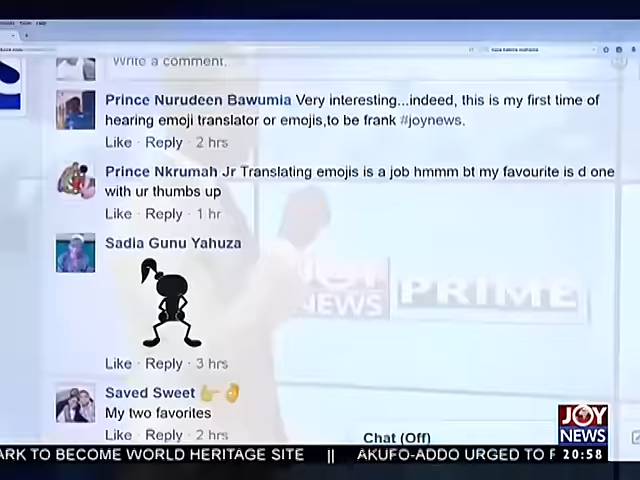 Write a comment.
Prince Nurudeen Bawumia Very interesting...indeed, this is my first time of
hearing emoji translator or emojis,to be frank #joynews.
Like · Reply · 2 hrs
Prince Nkrumah Jr Translating emojis is a job hmmm bt my favourite is d one
with ur thumbs up
Like · Reply · 1 hr
Sadia Gunu Yahuza
JOY
NEWS
PRIME
Like · Reply · 3 hrs
Saved Sweet 👉👌
My two favorites
Like · Reply · 2 hrs
Chat (Off)
JOY
NEWS
ARK TO BECOME WORLD HERITAGE SITE || AKUFO-ADDO URGED TO F
20:58